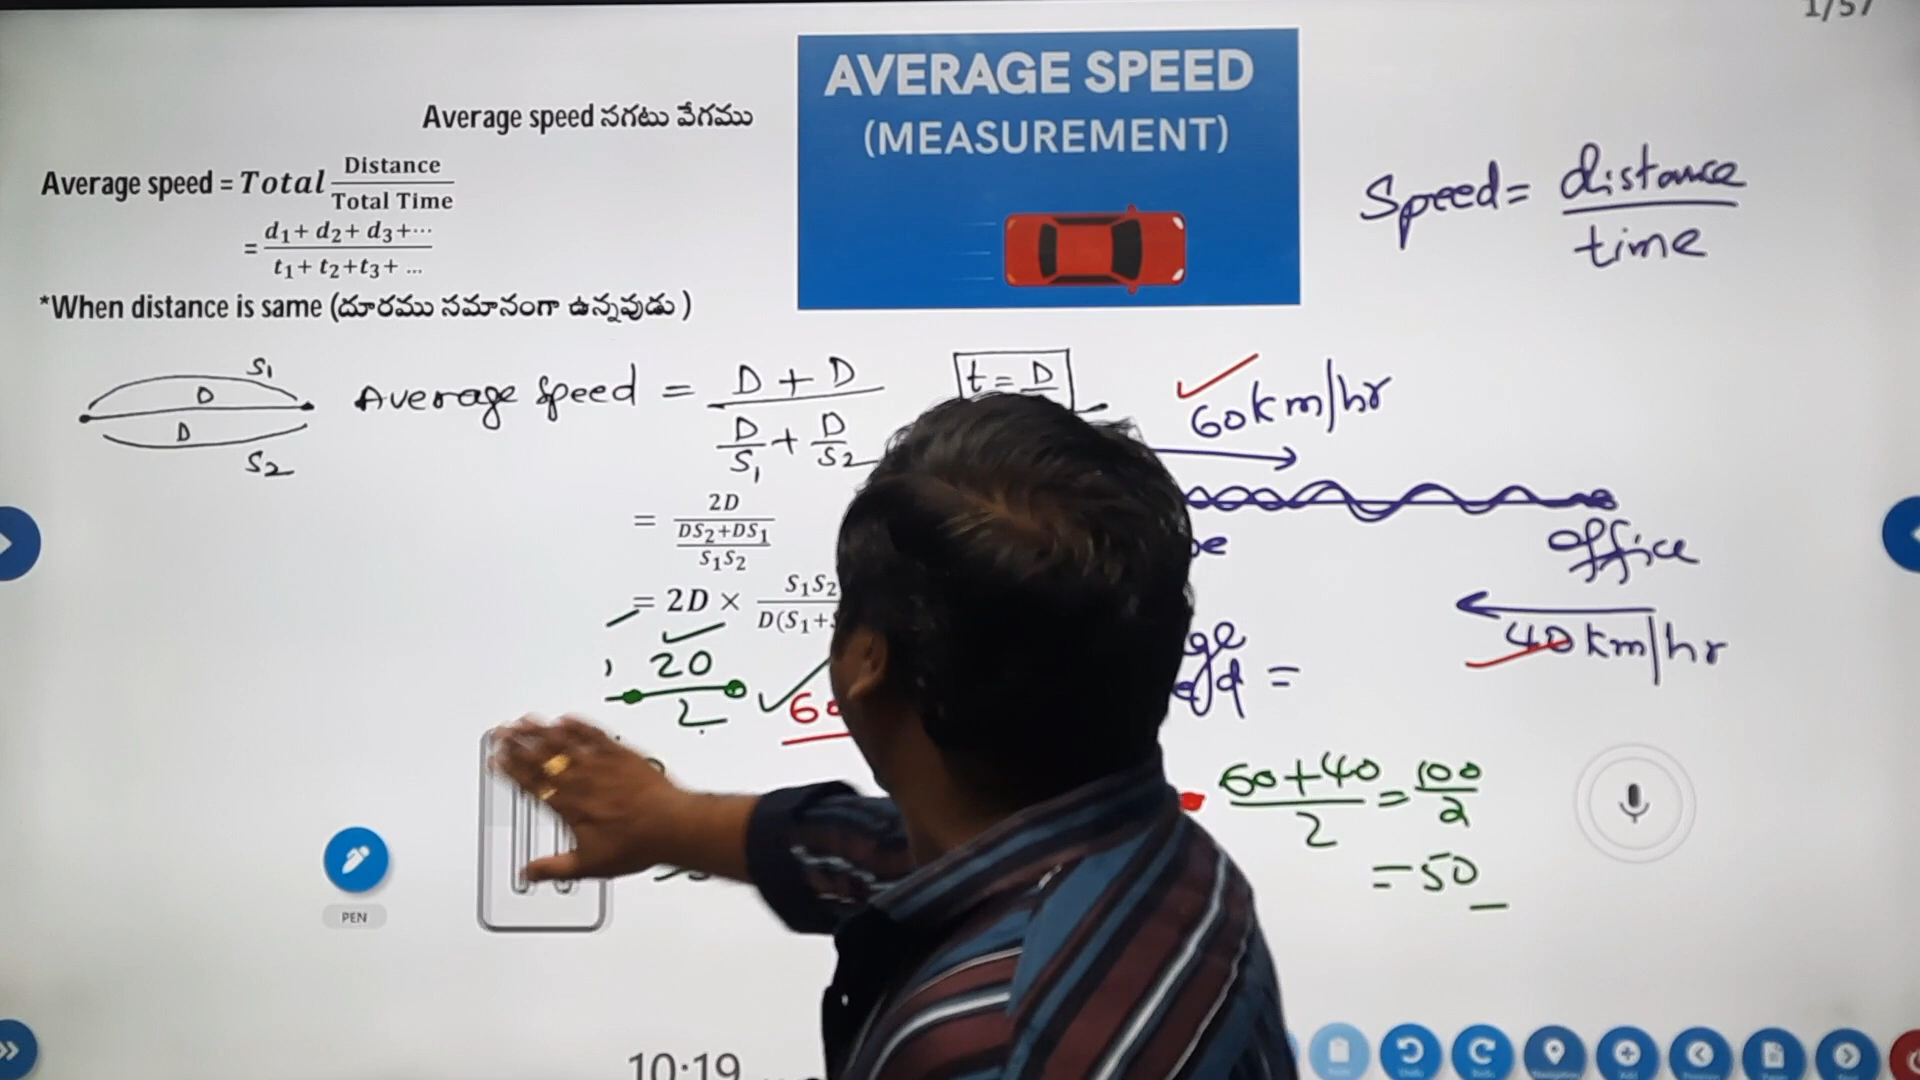 1/57
AVERAGE SPEED
(MEASUREMENT)
Average speed సగటు వేగము
Average speed = Total Distance / Total Time
= d₁+ d₂+ d₃+⋯ / t₁+ t₂+t₃+ …
*When distance is same (దూరము సమానంగా ఉన్నపుడు )
Speed = distance / time
S₁
D
D
S₂
Average speed = D + D / D/S₁ + D/S₂
t = D
= 2D / DS₂+DS₁ / S₁S₂
= 2D × S₁S₂ / D(S₁+
20
2
60km/hr
office
40km/hr
=
60+40 / 2 = 100 / 2
= 50
PEN
10:19